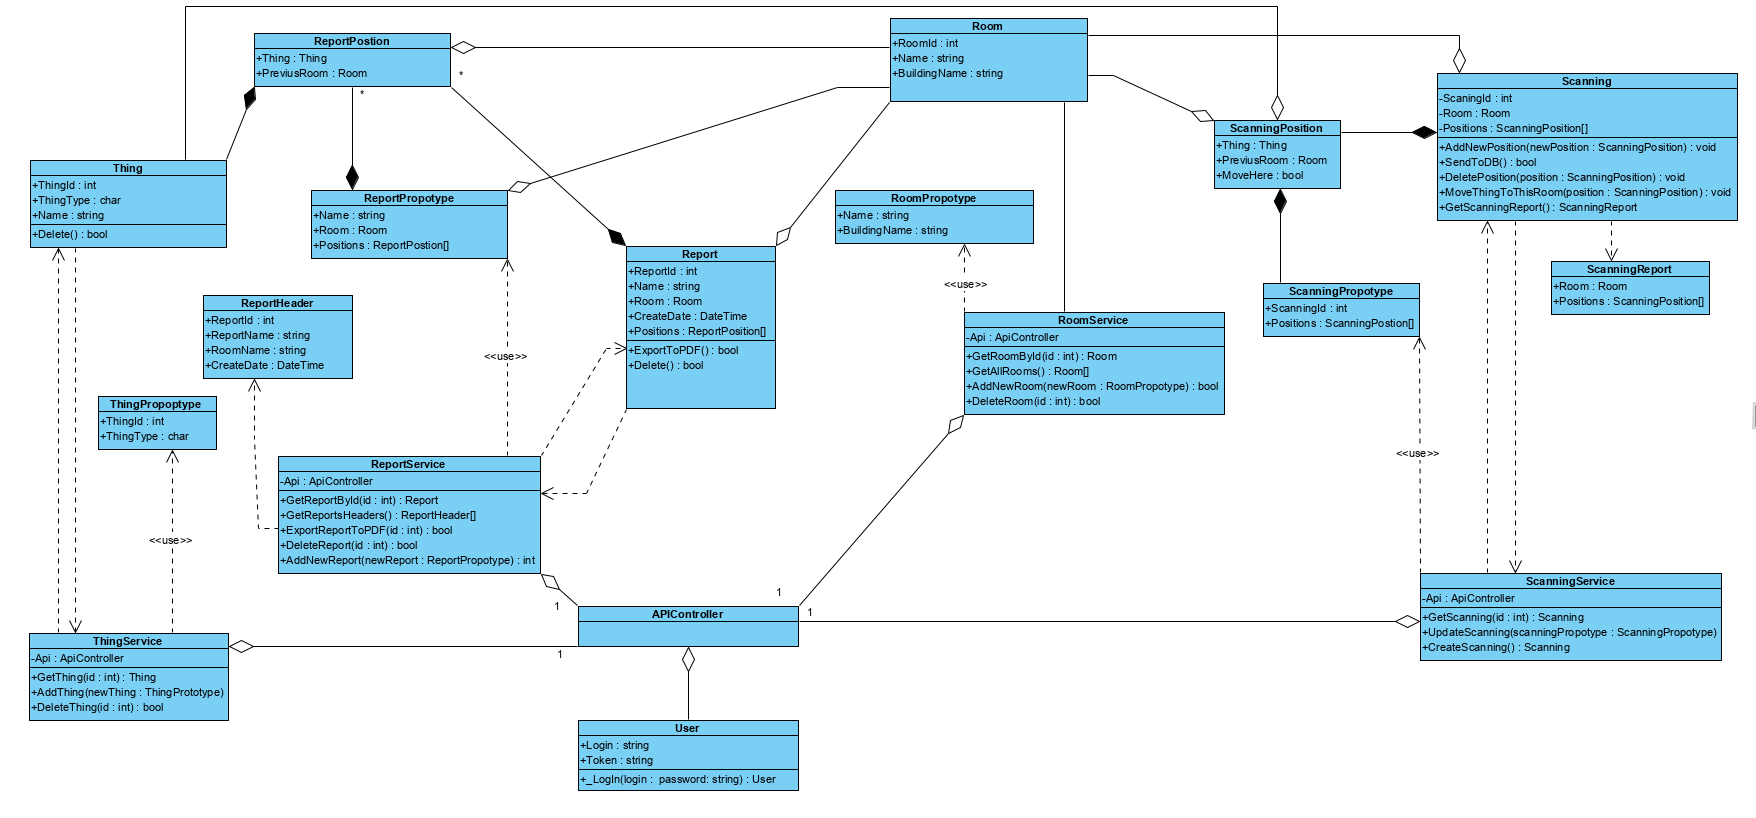 ReportPostion
+Thing : Thing
+PreviusRoom : Room
*
*
Room
+RoomId : int
+Name : string
+BuildingName : string
Scanning
-ScaningId : int
-Room : Room
-Positions : ScanningPosition[]
+AddNewPosition(newPosition : ScanningPosition) : void
+SendToDB() : bool
+DeletePosition(position : ScanningPosition) : void
+MoveThingToThisRoom(position : ScanningPosition) : void
+GetScanningReport() : ScanningReport
ScanningPosition
+Thing : Thing
+PreviusRoom : Room
+MoveHere : bool
Thing
+ThingId : int
+ThingType : char
+Name : string
+Delete() : bool
ReportPropotype
+Name : string
+Room : Room
+Positions : ReportPostion[]
RoomPropotype
+Name : string
+BuildingName : string
Report
+ReportId : int
+Name : string
+Room : Room
+CreateDate : DateTime
+Positions : ReportPosition[]
+ExportToPDF() : bool
+Delete() : bool
ScanningReport
+Room : Room
+Positions : ScanningPosition[]
<<use>>
ScanningPropotype
+ScanningId : int
+Positions : ScanningPostion[]
ReportHeader
+ReportId : int
+ReportName : string
+RoomName : string
+CreateDate : DateTime
RoomService
-Api : ApiController
+GetRoomById(id : int) : Room
+GetAllRooms() : Room[]
+AddNewRoom(newRoom : RoomPropotype) : bool
+DeleteRoom(id : int) : bool
<<use>>
ThingPropoptype
+ThingId : int
+ThingType : char
<<use>>
ReportService
-Api : ApiController
+GetReportById(id : int) : Report
+GetReportsHeaders() : ReportHeader[]
+ExportReportToPDF(id : int) : bool
+DeleteReport(id : int) : bool
+AddNewReport(newReport : ReportPropotype) : int
<<use>>
ScanningService
-Api : ApiController
+GetScanning(id : int) : Scanning
+UpdateScanning(scanningPropotype : ScanningPropotype)
+CreateScanning() : Scanning
1
1
1
APIController
1
ThingService
-Api : ApiController
+GetThing(id : int) : Thing
+AddThing(newThing : ThingPrototype)
+DeleteThing(id : int) : bool
User
+Login : string
+Token : string
+_LogIn(login :  password: string) : User